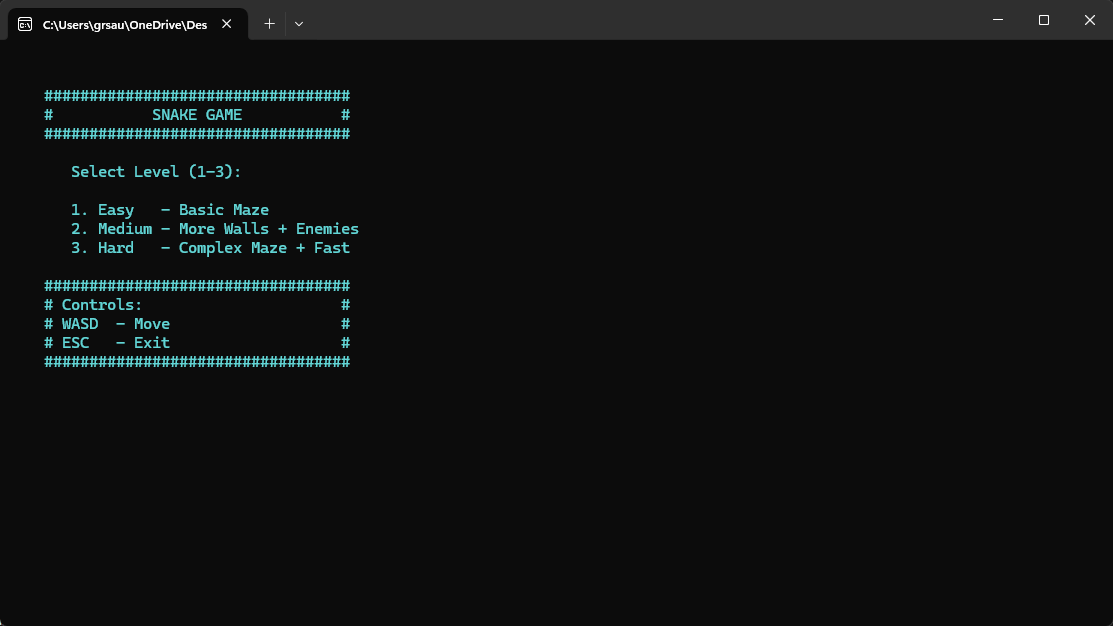 C:\Users\grsau\OneDrive\Des
##################################
#           SNAKE GAME           #
##################################
Select Level (1-3):
1. Easy   - Basic Maze
2. Medium - More Walls + Enemies
3. Hard   - Complex Maze + Fast
##################################
# Controls:                      #
# WASD  - Move                   #
# ESC   - Exit                   #
##################################